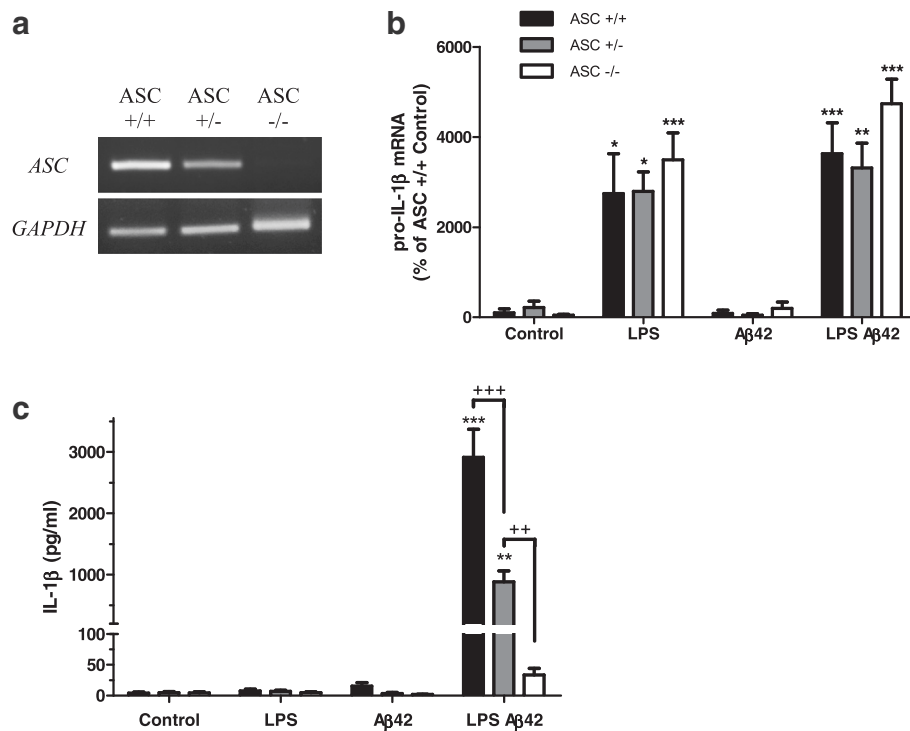 a
ASC +/+
ASC +/-
ASC -/-
ASC
GAPDH
b
ASC +/+
ASC +/-
ASC -/-
pro-IL-1β mRNA
(% of ASC +/+ Control)
6000
4000
2000
0
*
*
***
***
**
***
Control
LPS
Aβ42
LPS Aβ42
c
IL-1β (pg/ml)
3000
2000
1000
100
50
0
+++
***
++
**
Control
LPS
Aβ42
LPS Aβ42